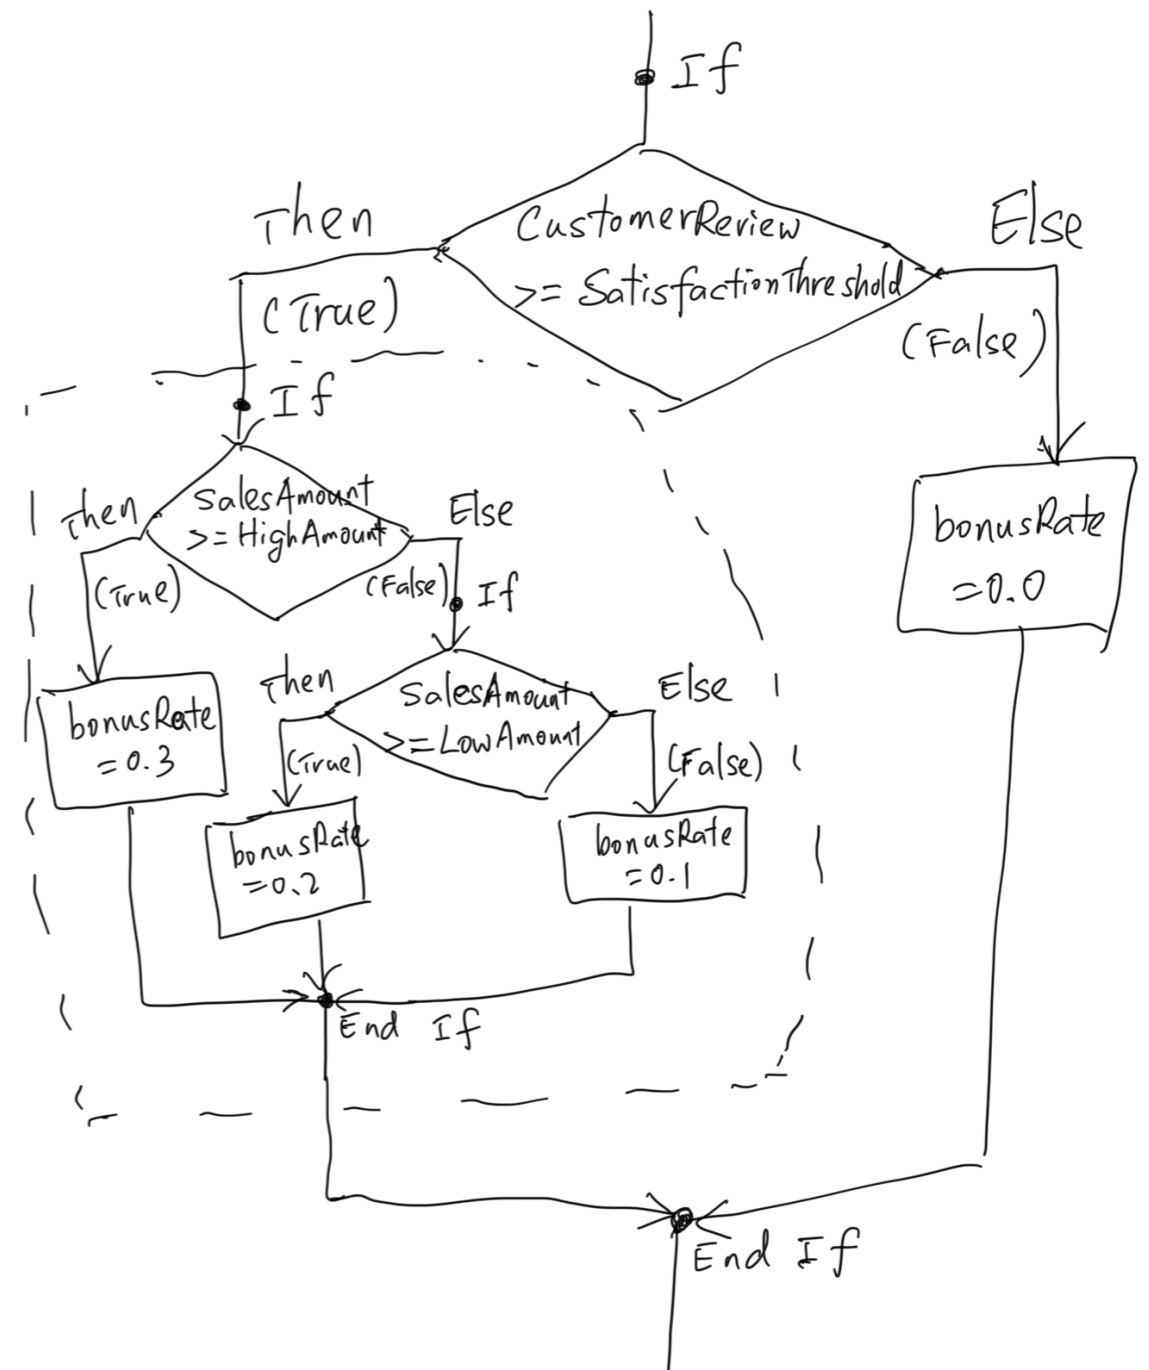 If
Then
CustomerReview
>= SatisfactionThreshold
Else
(True)
(False)
If
Then
SalesAmount
>= HighAmount
Else
(True)
(False)
If
bonusRate
= 0.0
Then
SalesAmount
>= LowAmount
Else
bonusRate
= 0.3
(True)
(False)
bonusRate
= 0.2
bonusRate
= 0.1
End If
End If